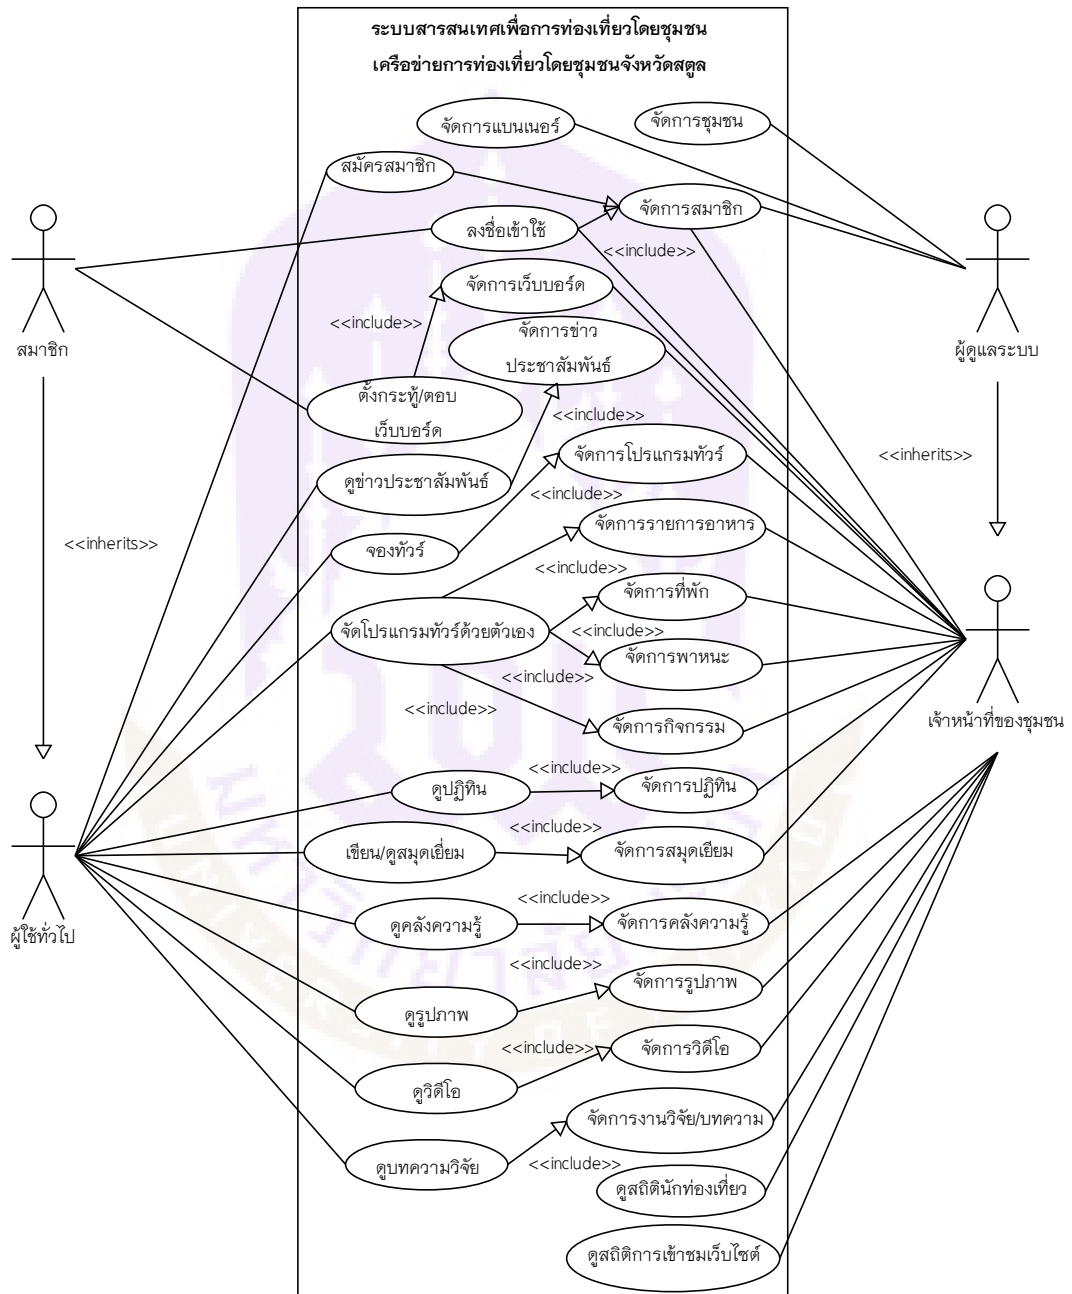 ระบบสารสนเทศเพื่อการท่องเที่ยวโดยชุมชน
เครือข่ายการท่องเที่ยวโดยชุมชนจังหวัดสตูล
จัดการแบนเนอร์
จัดการชุมชน
สมัครสมาชิก
จัดการสมาชิก
ลงชื่อเข้าใช้
<<include>>
จัดการเว็บบอร์ด
<<include>>
จัดการข่าว
ประชาสัมพันธ์
สมาชิก
ผู้ดูแลระบบ
ตั้งกระทู้/ตอบ
เว็บบอร์ด
<<include>>
จัดการโปรแกรมทัวร์
<<inherits>>
ดูข่าวประชาสัมพันธ์
<<include>>
จัดการรายการอาหาร
<<inherits>>
จองทัวร์
<<include>>
จัดการที่พัก
จัดโปรแกรมทัวร์ด้วยตัวเอง
<<include>>
จัดการพาหนะ
<<include>>
<<include>>
จัดการกิจกรรม
เจ้าหน้าที่ของชุมชน
<<include>>
ดูปฏิทิน
จัดการปฏิทิน
<<include>>
เขียน/ดูสมุดเยี่ยม
จัดการสมุดเยียม
<<include>>
ดูคลังความรู้
จัดการคลังความรู้
ผู้ใช้ทั่วไป
<<include>>
จัดการรูปภาพ
ดูรูปภาพ
<<include>>
จัดการวิดีโอ
ดูวิดีโอ
จัดการงานวิจัย/บทความ
ดูบทความวิจัย
<<include>>
ดูสถิตินักท่องเที่ยว
ดูสถิติการเข้าชมเว็บไซต์